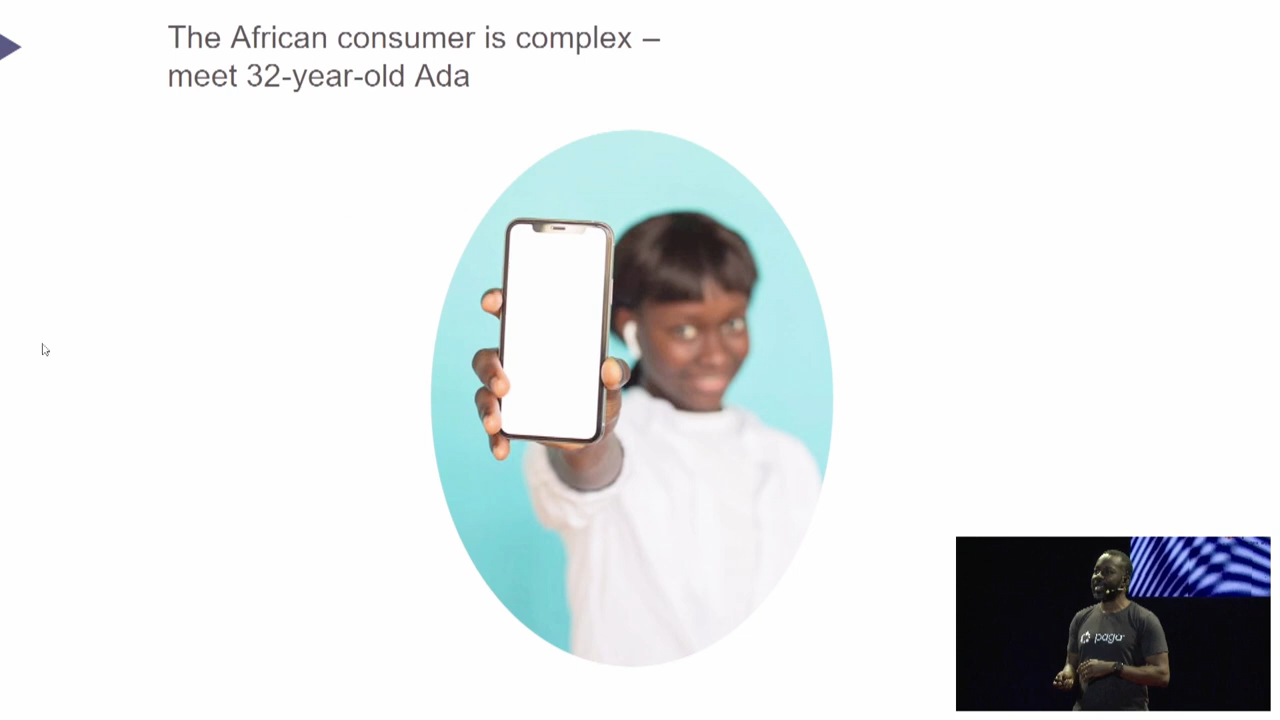 The African consumer is complex –
meet 32-year-old Ada
paga